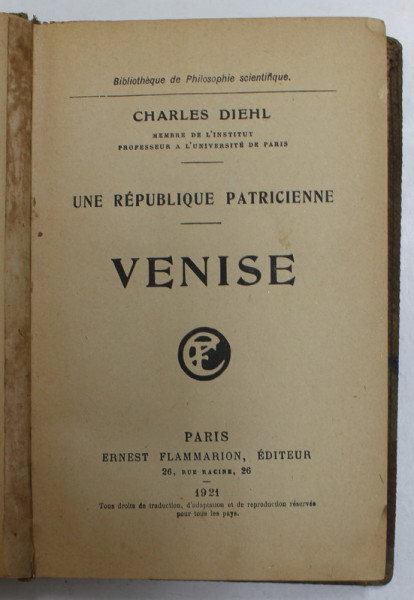 Bibliothèque de Philosophie scientifique.
CHARLES DIEHL
MEMBRE DE L'INSTITUT
PROFESSEUR A L'UNIVERSITÉ DE PARIS
UNE RÉPUBLIQUE PATRICIENNE
VENISE
PARIS
ERNEST FLAMMARION, ÉDITEUR
26, RUE RACINE, 26
1921
Tous droits de traduction, d'adaptation et de reproduction réservés
pour tous les pays.